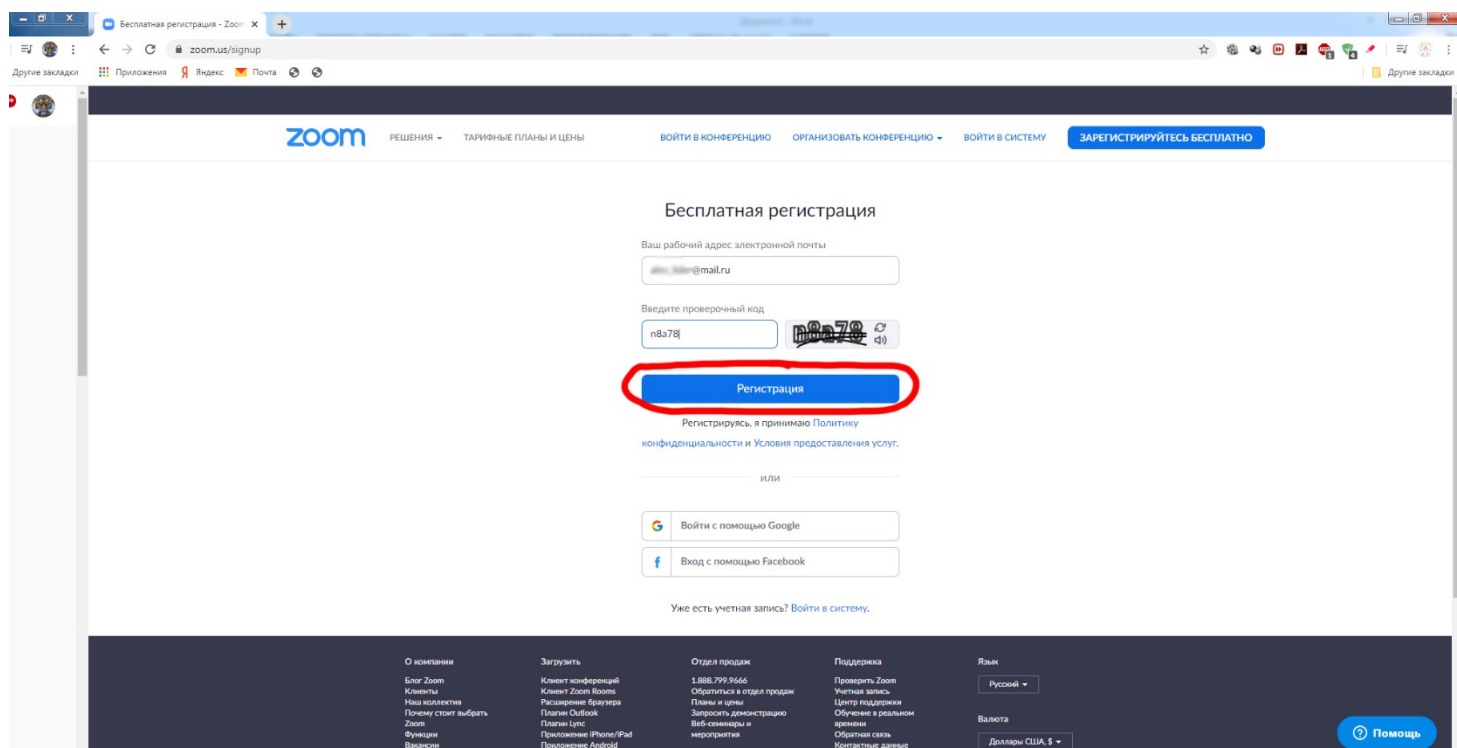 Бесплатная регистрация - Zoom
zoom.us/signup
Другие закладки
Приложения
Яндекс
Почта
Другие закладки
zoom
РЕШЕНИЯ
ТАРИФНЫЕ ПЛАНЫ И ЦЕНЫ
ВОЙТИ В КОНФЕРЕНЦИЮ
ОРГАНИЗОВАТЬ КОНФЕРЕНЦИЮ
ВОЙТИ В СИСТЕМУ
ЗАРЕГИСТРИРУЙТЕСЬ БЕСПЛАТНО
Бесплатная регистрация
Ваш рабочий адрес электронной почты
@mail.ru
Введите проверочный код
n8a78
n8a78
Регистрация
Регистрируясь, я принимаю Политику
конфиденциальности и Условия предоставления услуг.
или
Войти с помощью Google
Вход с помощью Facebook
Уже есть учетная запись? Войти в систему.
О компании
Блог Zoom
Клиенты
Наш коллектив
Почему стоит выбрать
Zoom
Функции
Вакансии
Загрузить
Клиент конференций
Клиент Zoom Rooms
Расширение браузера
Плагин Outlook
Плагин Lync
Приложение iPhone/iPad
Приложение Android
Отдел продаж
1.888.799.9666
Обратиться в отдел продаж
Планы и цены
Запросить демонстрацию
Веб-семинары и
мероприятия
Поддержка
Проверить Zoom
Учетная запись
Центр поддержки
Обучение в реальном
времени
Обратная связь
Контактные данные
Язык
Русский
Валюта
Доллары США, $
Помощь